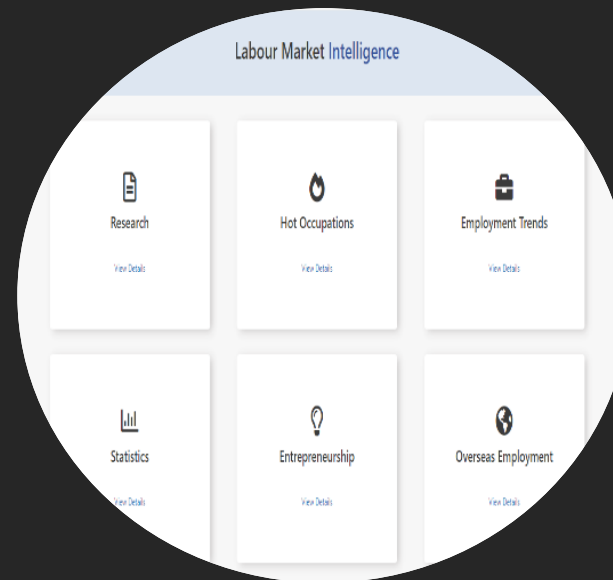 Labour Market Intelligence
Research
Hot Occupations
Employment Trends
View Details
View Details
View Details
Statistics
Entrepreneurship
Overseas Employment
View Details
View Details
View Details